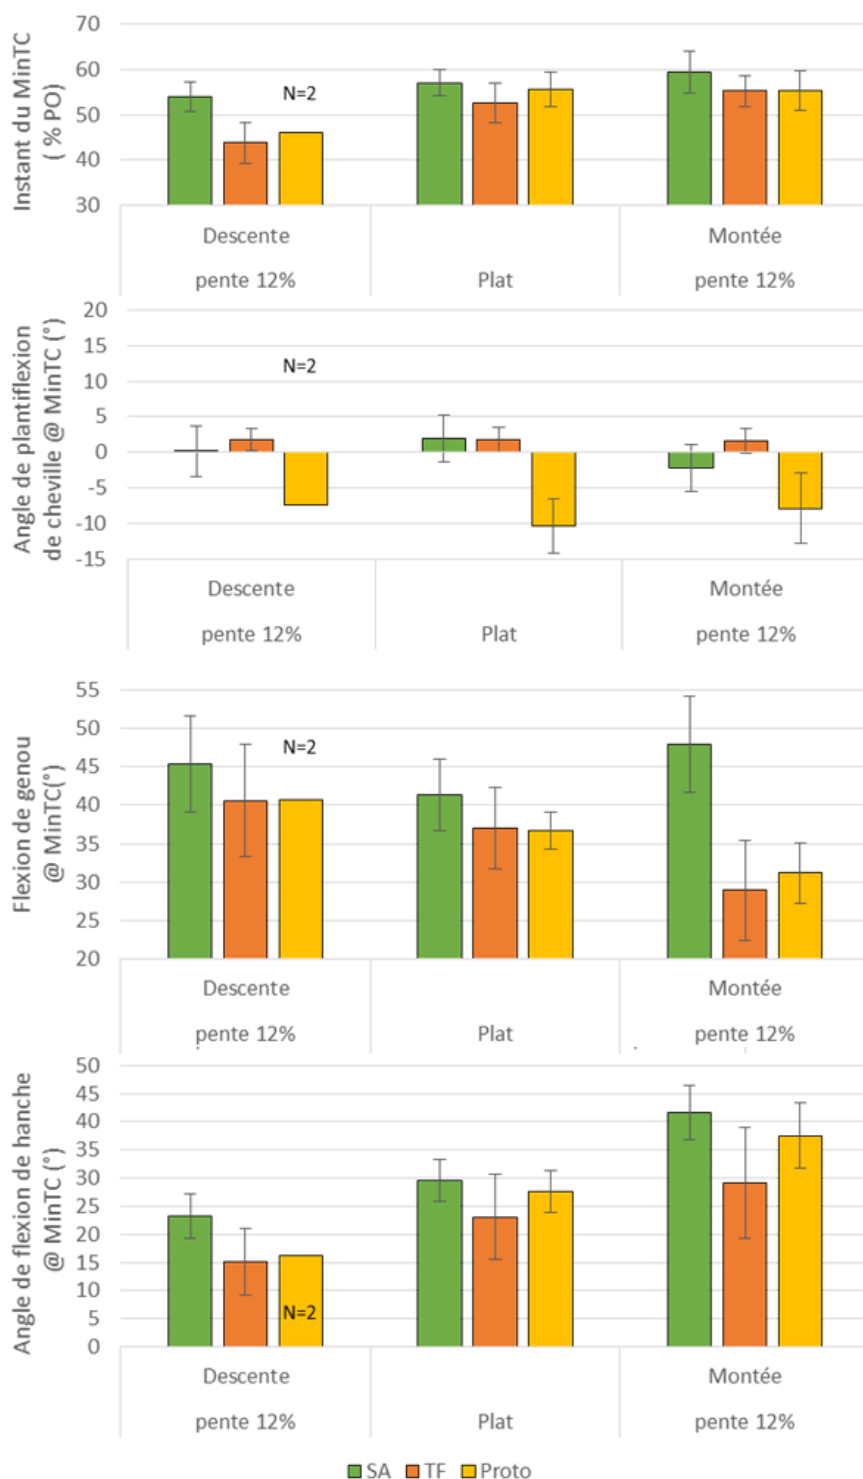 Instant du MinTC
( % PO)
70
60
50
40
30
N=2
Descente
Montée
pente 12%
Plat
pente 12%
Angle de plantiflexion
de cheville @ MinTC (°)
20
15
10
5
0
-5
-10
-15
N=2
Descente
Montée
pente 12%
Plat
pente 12%
Flexion de genou
@ MinTC(°)
55
50
45
40
35
30
25
20
N=2
Descente
Montée
pente 12%
Plat
pente 12%
Angle de flexion de hanche
@ MinTC (°)
50
45
40
35
30
25
20
15
10
5
0
N=2
Descente
Montée
pente 12%
Plat
pente 12%
SA TF Proto